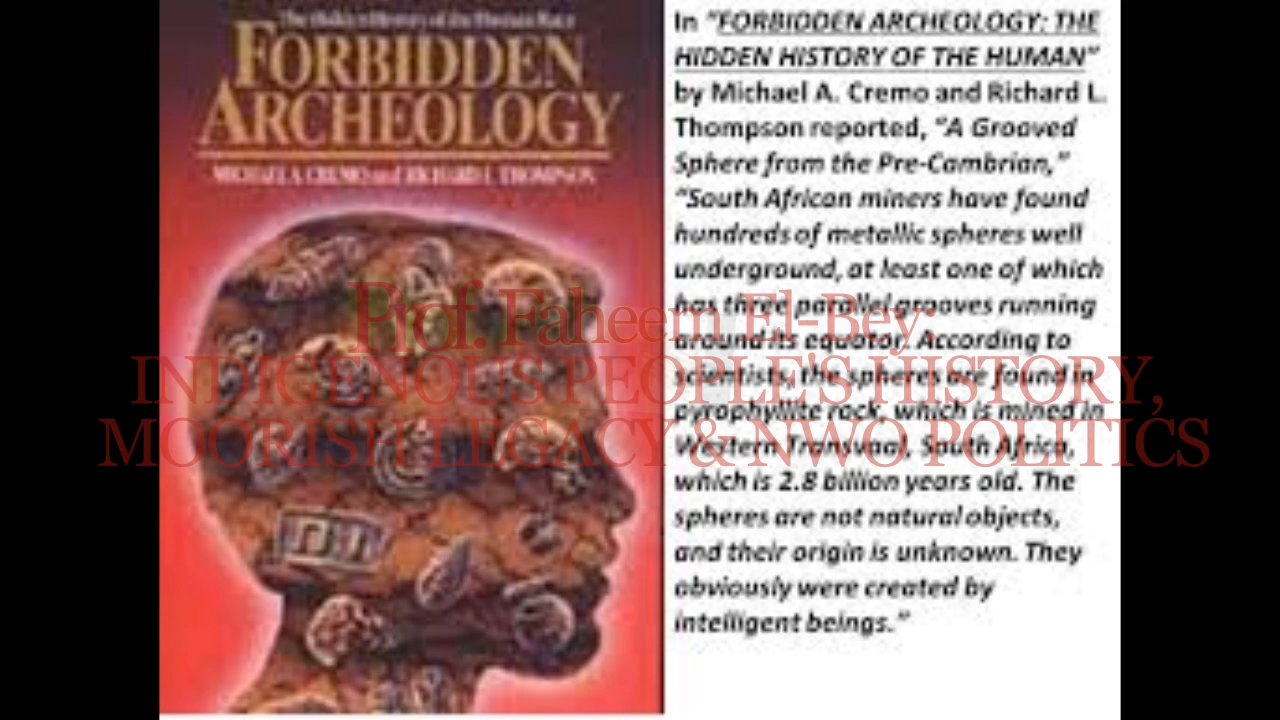 The Hidden History of the Human Race
FORBIDDEN
ARCHEOLOGY
MICHAEL A. CREMO and RICHARD L. THOMPSON
In “FORBIDDEN ARCHEOLOGY: THE
HIDDEN HISTORY OF THE HUMAN”
by Michael A. Cremo and Richard L.
Thompson reported, “A Grooved
Sphere from the Pre-Cambrian,”
“South African miners have found
hundreds of metallic spheres well
underground, at least one of which
has three parallel grooves running
around its equator. According to
scientists, the spheres are found in
pyrophyllite rock, which is mined in
Western Transvaal, South Africa,
which is 2.8 billion years old. The
spheres are not natural objects,
and their origin is unknown. They
obviously were created by
intelligent beings.”
Prof. Faheem El-Bey:
INDIGENOUS PEOPLE'S HISTORY,
MOORISH LEGACY & NWO POLITICS